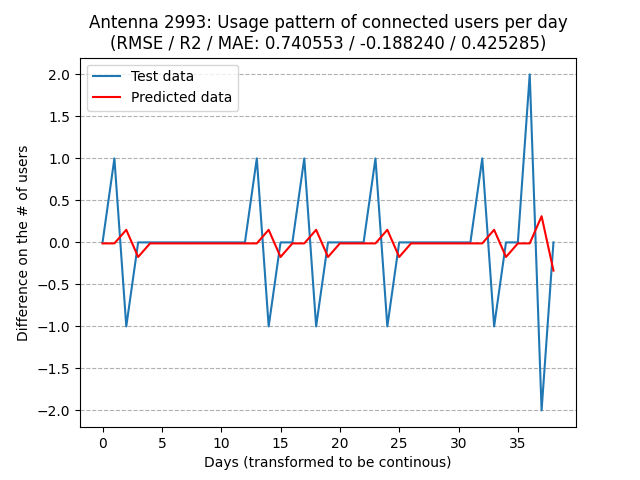 Antenna 2993: Usage pattern of connected users per day
(RMSE / R2 / MAE: 0.740553 / -0.188240 / 0.425285)
Test data
Predicted data
2.0
1.5
1.0
0.5
0.0
−0.5
−1.0
−1.5
−2.0
Difference on the # of users
0 5 10 15 20 25 30 35
Days (transformed to be continous)